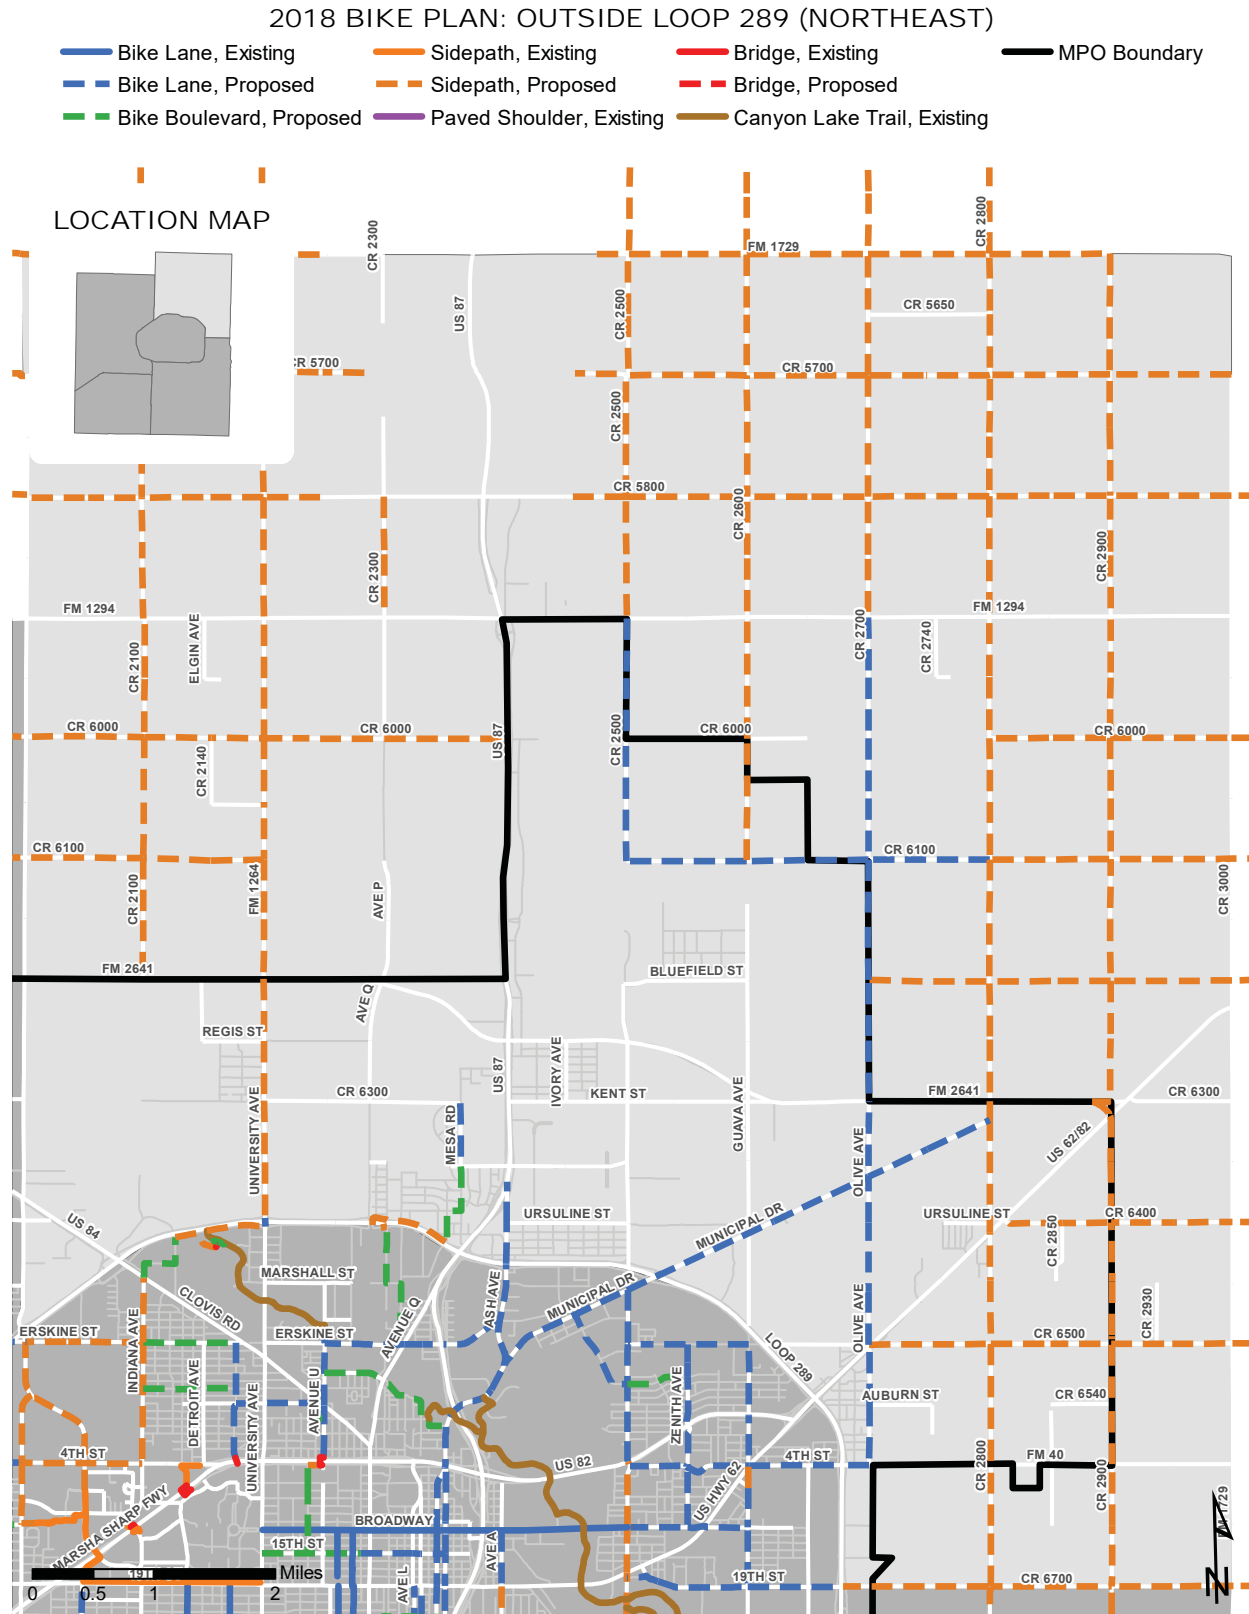 2018 BIKE PLAN: OUTSIDE LOOP 289 (NORTHEAST)
Bike Lane, Existing
Sidepath, Existing
Bridge, Existing
MPO Boundary
Bike Lane, Proposed
Sidepath, Proposed
Bridge, Proposed
Bike Boulevard, Proposed
Paved Shoulder, Existing
Canyon Lake Trail, Existing
LOCATION MAP
CR 2300
CR 2800
FM 1729
US 87
CR 2500
CR 5650
CR 5700
CR 5700
CR 2500
CR 5800
CR 2600
CR 2300
CR 2900
FM 1294
FM 1294
ELGIN AVE
CR 2100
CR 2700
CR 2740
CR 6000
CR 6000
US 87
CR 2500
CR 6000
CR 6000
CR 2140
CR 6100
CR 6100
CR 2100
FM 1264
AVE P
CR 3000
FM 2641
BLUEFIELD ST
AVE Q
REGIS ST
US 87
IVORY AVE
CR 6300
KENT ST
GUAVA AVE
FM 2641
CR 6300
UNIVERSITY AVE
MESA RD
OLIVE AVE
US 62/82
US 84
URSULINE ST
MUNICIPAL DR
URSULINE ST
CR 6400
CR 2850
MARSHALL ST
CLOVIS RD
ASH AVE
MUNICIPAL DR
AVENUE Q
OLIVE AVE
CR 2930
ERSKINE ST
ERSKINE ST
INDIANA AVE
LOOP 289
CR 6500
DETROIT AVE
UNIVERSITY AVE
AVENUE U
ZENITH AVE
AUBURN ST
CR 6540
4TH ST
US 82
4TH ST
FM 40
US HWY 62
CR 2800
CR 2900
MARSHA SHARP FWY
BROADWAY
FM 1729
15TH ST
AVE A
AVE L
19TH ST
CR 6700
19T
Miles
0 0.5 1 2
N